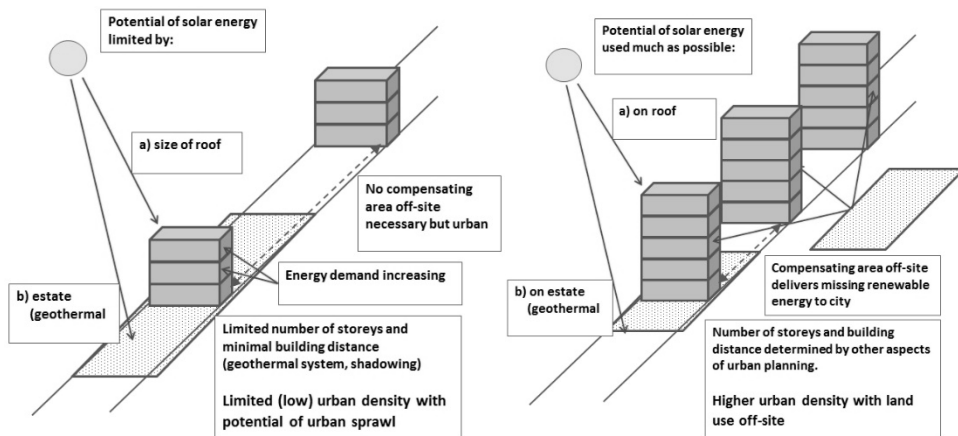 Potential of solar energy
limited by:
a) size of roof
No compensating
area off-site
necessary but urban
Energy demand increasing
b) estate
(geothermal
Limited number of storeys and
minimal building distance
(geothermal system, shadowing)
Limited (low) urban density with
potential of urban sprawl
Potential of solar energy
used much as possible:
a) on roof
b) on estate
(geothermal
Compensating area off-site
delivers missing renewable
energy to city
Number of storeys and building
distance determined by other aspects
of urban planning.
Higher urban density with land
use off-site